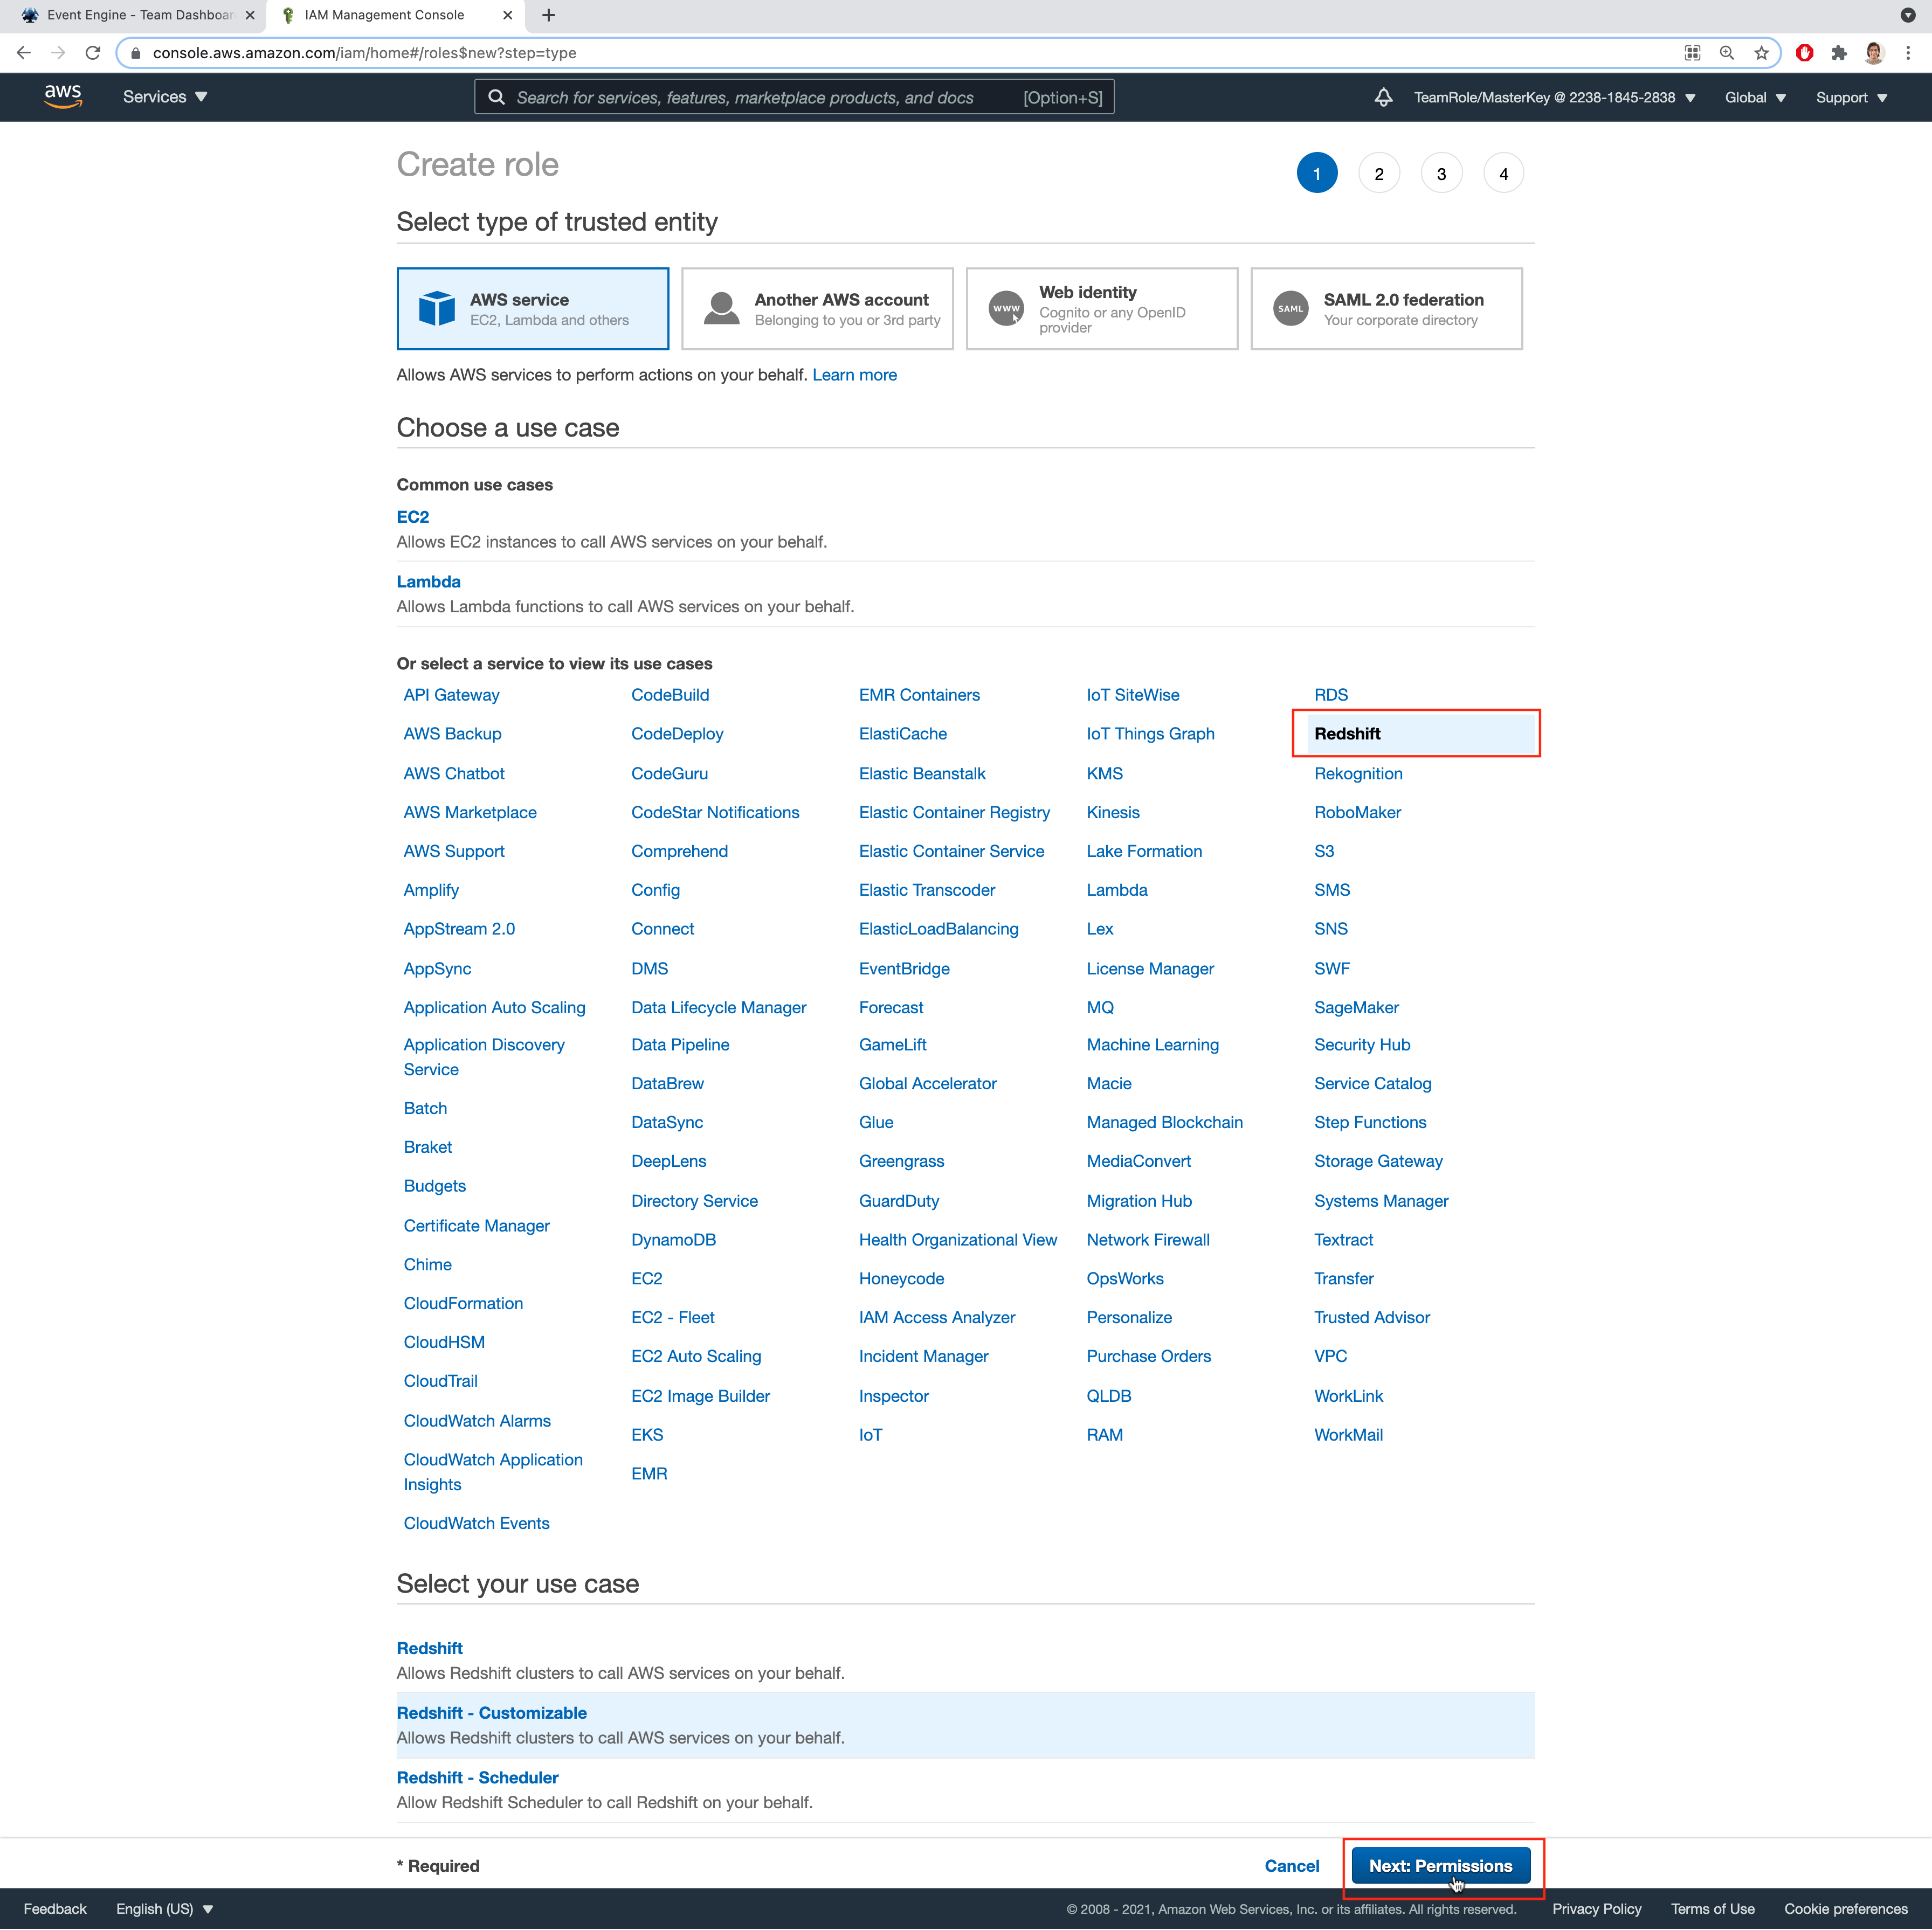 Event Engine - Team Dashboar
IAM Management Console
console.aws.amazon.com/iam/home#/roles$new?step=type
aws
Services
Search for services, features, marketplace products, and docs
[Option+S]
TeamRole/MasterKey @ 2238-1845-2838
Global
Support
Create role
1
2
3
4
Select type of trusted entity
AWS service
EC2, Lambda and others
Another AWS account
Belonging to you or 3rd party
WWW
Web identity
Cognito or any OpenID
provider
SAML
SAML 2.0 federation
Your corporate directory
Allows AWS services to perform actions on your behalf. Learn more
Choose a use case
Common use cases
EC2
Allows EC2 instances to call AWS services on your behalf.
Lambda
Allows Lambda functions to call AWS services on your behalf.
Or select a service to view its use cases
API Gateway
AWS Backup
AWS Chatbot
AWS Marketplace
AWS Support
Amplify
AppStream 2.0
AppSync
Application Auto Scaling
Application Discovery
Service
Batch
Braket
Budgets
Certificate Manager
Chime
CloudFormation
CloudHSM
CloudTrail
CloudWatch Alarms
CloudWatch Application
Insights
CloudWatch Events
CodeBuild
CodeDeploy
CodeGuru
CodeStar Notifications
Comprehend
Config
Connect
DMS
Data Lifecycle Manager
Data Pipeline
DataBrew
DataSync
DeepLens
Directory Service
DynamoDB
EC2
EC2 - Fleet
EC2 Auto Scaling
EC2 Image Builder
EKS
EMR
EMR Containers
ElastiCache
Elastic Beanstalk
Elastic Container Registry
Elastic Container Service
Elastic Transcoder
ElasticLoadBalancing
EventBridge
Forecast
GameLift
Global Accelerator
Glue
Greengrass
GuardDuty
Health Organizational View
Honeycode
IAM Access Analyzer
Incident Manager
Inspector
IoT
IoT SiteWise
IoT Things Graph
KMS
Kinesis
Lake Formation
Lambda
Lex
License Manager
MQ
Machine Learning
Macie
Managed Blockchain
MediaConvert
Migration Hub
Network Firewall
OpsWorks
Personalize
Purchase Orders
QLDB
RAM
RDS
Redshift
Rekognition
RoboMaker
S3
SMS
SNS
SWF
SageMaker
Security Hub
Service Catalog
Step Functions
Storage Gateway
Systems Manager
Textract
Transfer
Trusted Advisor
VPC
WorkLink
WorkMail
Select your use case
Redshift
Allows Redshift clusters to call AWS services on your behalf.
Redshift - Customizable
Allows Redshift clusters to call AWS services on your behalf.
Redshift - Scheduler
Allow Redshift Scheduler to call Redshift on your behalf.
* Required
Cancel
Next: Permissions
Feedback
English (US)
© 2008 - 2021, Amazon Web Services, Inc. or its affiliates. All rights reserved.
Privacy Policy
Terms of Use
Cookie preferences